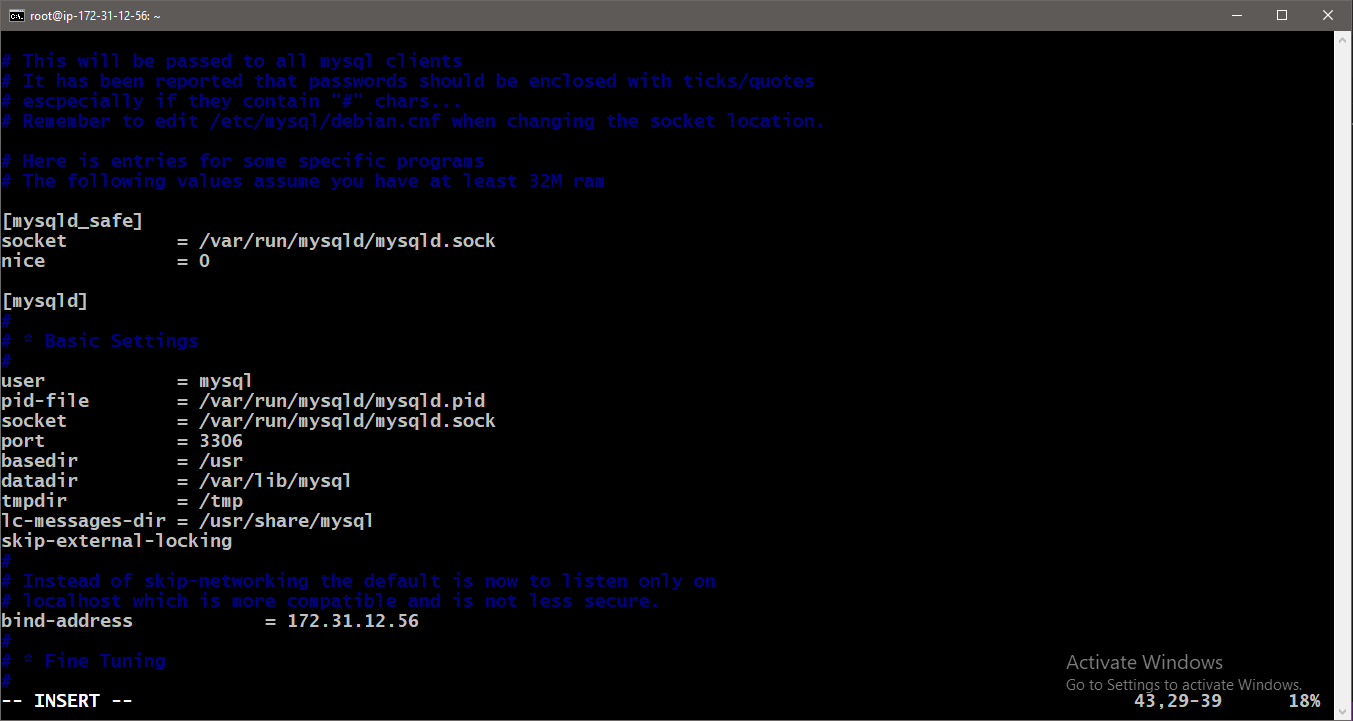 root@ip-172-31-12-56: ~
# This will be passed to all mysql clients
# It has been reported that passwords should be enclosed with ticks/quotes
# escpecially if they contain "#" chars...
# Remember to edit /etc/mysql/debian.cnf when changing the socket location.
# Here is entries for some specific programs
# The following values assume you have at least 32M ram
[mysqld_safe]
socket          = /var/run/mysqld/mysqld.sock
nice            = 0
[mysqld]
#
# * Basic Settings
#
user            = mysql
pid-file        = /var/run/mysqld/mysqld.pid
socket          = /var/run/mysqld/mysqld.sock
port            = 3306
basedir         = /usr
datadir         = /var/lib/mysql
tmpdir          = /tmp
lc-messages-dir = /usr/share/mysql
skip-external-locking
#
# Instead of skip-networking the default is now to listen only on
# localhost which is more compatible and is not less secure.
bind-address            = 172.31.12.56
#
# * Fine Tuning
#
Activate Windows
Go to Settings to activate Windows.
-- INSERT --                                                                                           43,29-39      18%